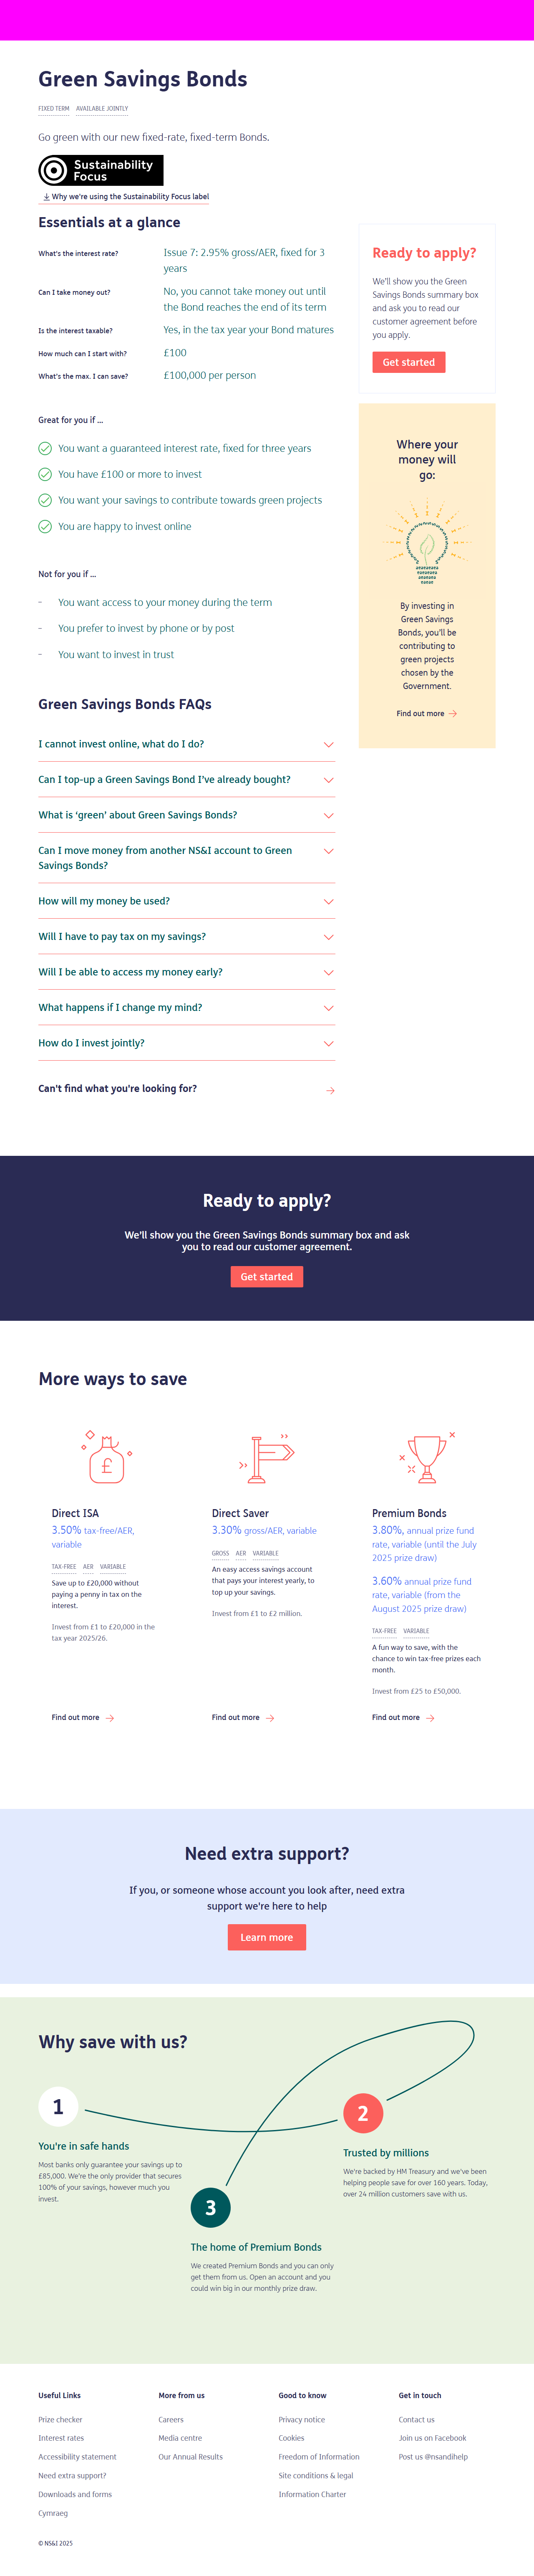 Green Savings Bonds
FIXED TERM AVAILABLE JOINTLY
Go green with our new fixed-rate, fixed-term Bonds.
Sustainability
Focus
Why we're using the Sustainability Focus label
Essentials at a glance
What's the interest rate? Issue 7: 2.95% gross/AER, fixed for 3
years
Can I take money out? No, you cannot take money out until
the Bond reaches the end of its term
Is the interest taxable? Yes, in the tax year your Bond matures
How much can I start with? £100
What's the max. I can save? £100,000 per person
Great for you if ...
You want a guaranteed interest rate, fixed for three years
You have £100 or more to invest
You want your savings to contribute towards green projects
You are happy to invest online
Not for you if ...
– You want access to your money during the term
– You prefer to invest by phone or by post
– You want to invest in trust
Ready to apply?
We'll show you the Green
Savings Bonds summary box
and ask you to read our
customer agreement before
you apply.
Get started
Where your
money will
go:
By investing in
Green Savings
Bonds, you'll be
contributing to
green projects
chosen by the
Government.
Find out more
Green Savings Bonds FAQs
I cannot invest online, what do I do?
Can I top-up a Green Savings Bond I've already bought?
What is ‘green’ about Green Savings Bonds?
Can I move money from another NS&I account to Green
Savings Bonds?
How will my money be used?
Will I have to pay tax on my savings?
Will I be able to access my money early?
What happens if I change my mind?
How do I invest jointly?
Can't find what you're looking for?
Ready to apply?
We'll show you the Green Savings Bonds summary box and ask
you to read our customer agreement.
Get started
More ways to save
Direct ISA
3.50% tax-free/AER,
variable
TAX-FREE AER VARIABLE
Save up to £20,000 without
paying a penny in tax on the
interest.
Invest from £1 to £20,000 in the
tax year 2025/26.
Find out more
Direct Saver
3.30% gross/AER, variable
GROSS AER VARIABLE
An easy access savings account
that pays your interest yearly, to
top up your savings.
Invest from £1 to £2 million.
Find out more
Premium Bonds
3.80%, annual prize fund
rate, variable (until the July
2025 prize draw)
3.60% annual prize fund
rate, variable (from the
August 2025 prize draw)
TAX-FREE VARIABLE
A fun way to save, with the
chance to win tax-free prizes each
month.
Invest from £25 to £50,000.
Find out more
Need extra support?
If you, or someone whose account you look after, need extra
support we're here to help
Learn more
Why save with us?
1
You're in safe hands
Most banks only guarantee your savings up to
£85,000. We're the only provider that secures
100% of your savings, however much you
invest.
2
Trusted by millions
We're backed by HM Treasury and we've been
helping people save for over 160 years. Today,
over 24 million customers save with us.
3
The home of Premium Bonds
We created Premium Bonds and you can only
get them from us. Open an account and you
could win big in our monthly prize draw.
Useful Links
Prize checker
Interest rates
Accessibility statement
Need extra support?
Downloads and forms
Cymraeg
More from us
Careers
Media centre
Our Annual Results
Good to know
Privacy notice
Cookies
Freedom of Information
Site conditions & legal
Information Charter
Get in touch
Contact us
Join us on Facebook
Post us @nsandihelp
© NS&I 2025